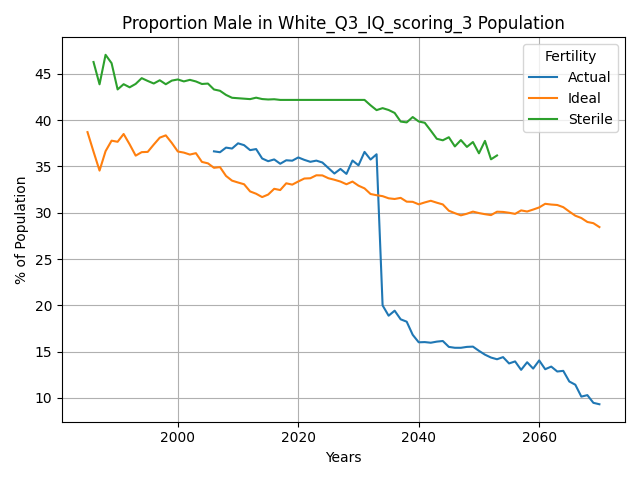 Proportion Male in White_Q3_IQ_scoring_3 Population
Fertility
Actual
Ideal
Sterile
% of Population
45
40
35
30
25
20
15
10
2000
2020
2040
2060
Years